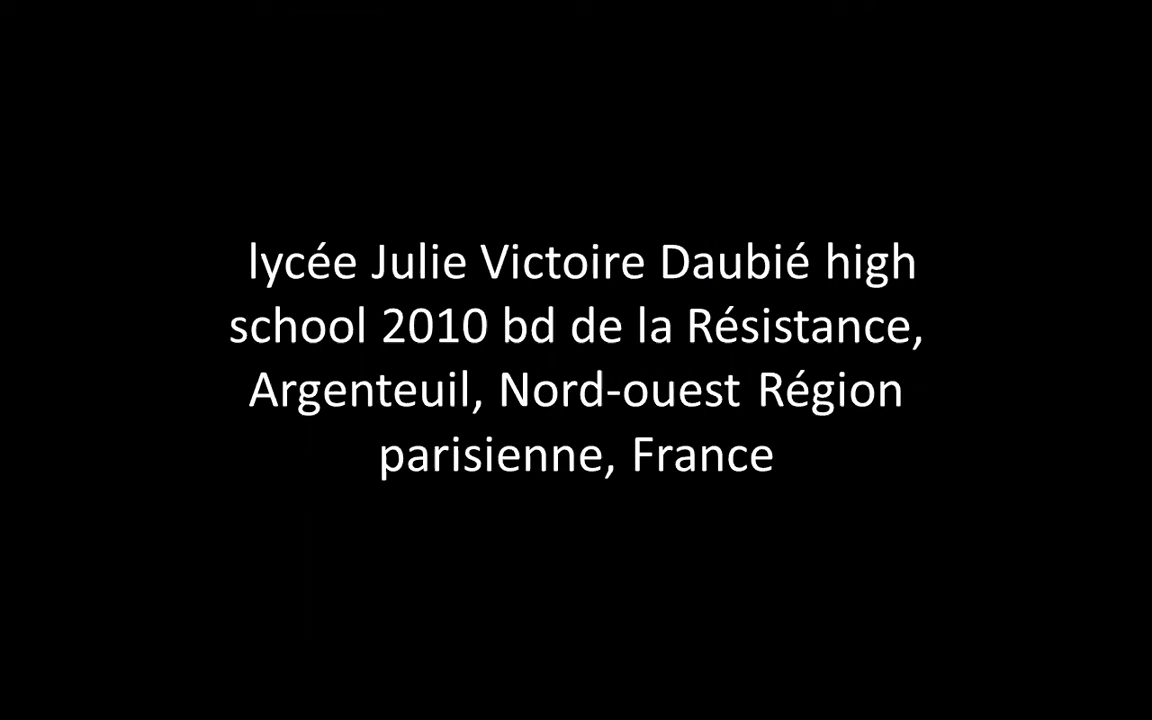 lycée Julie Victoire Daubié high
school 2010 bd de la Résistance,
Argenteuil, Nord-ouest Région
parisienne, France